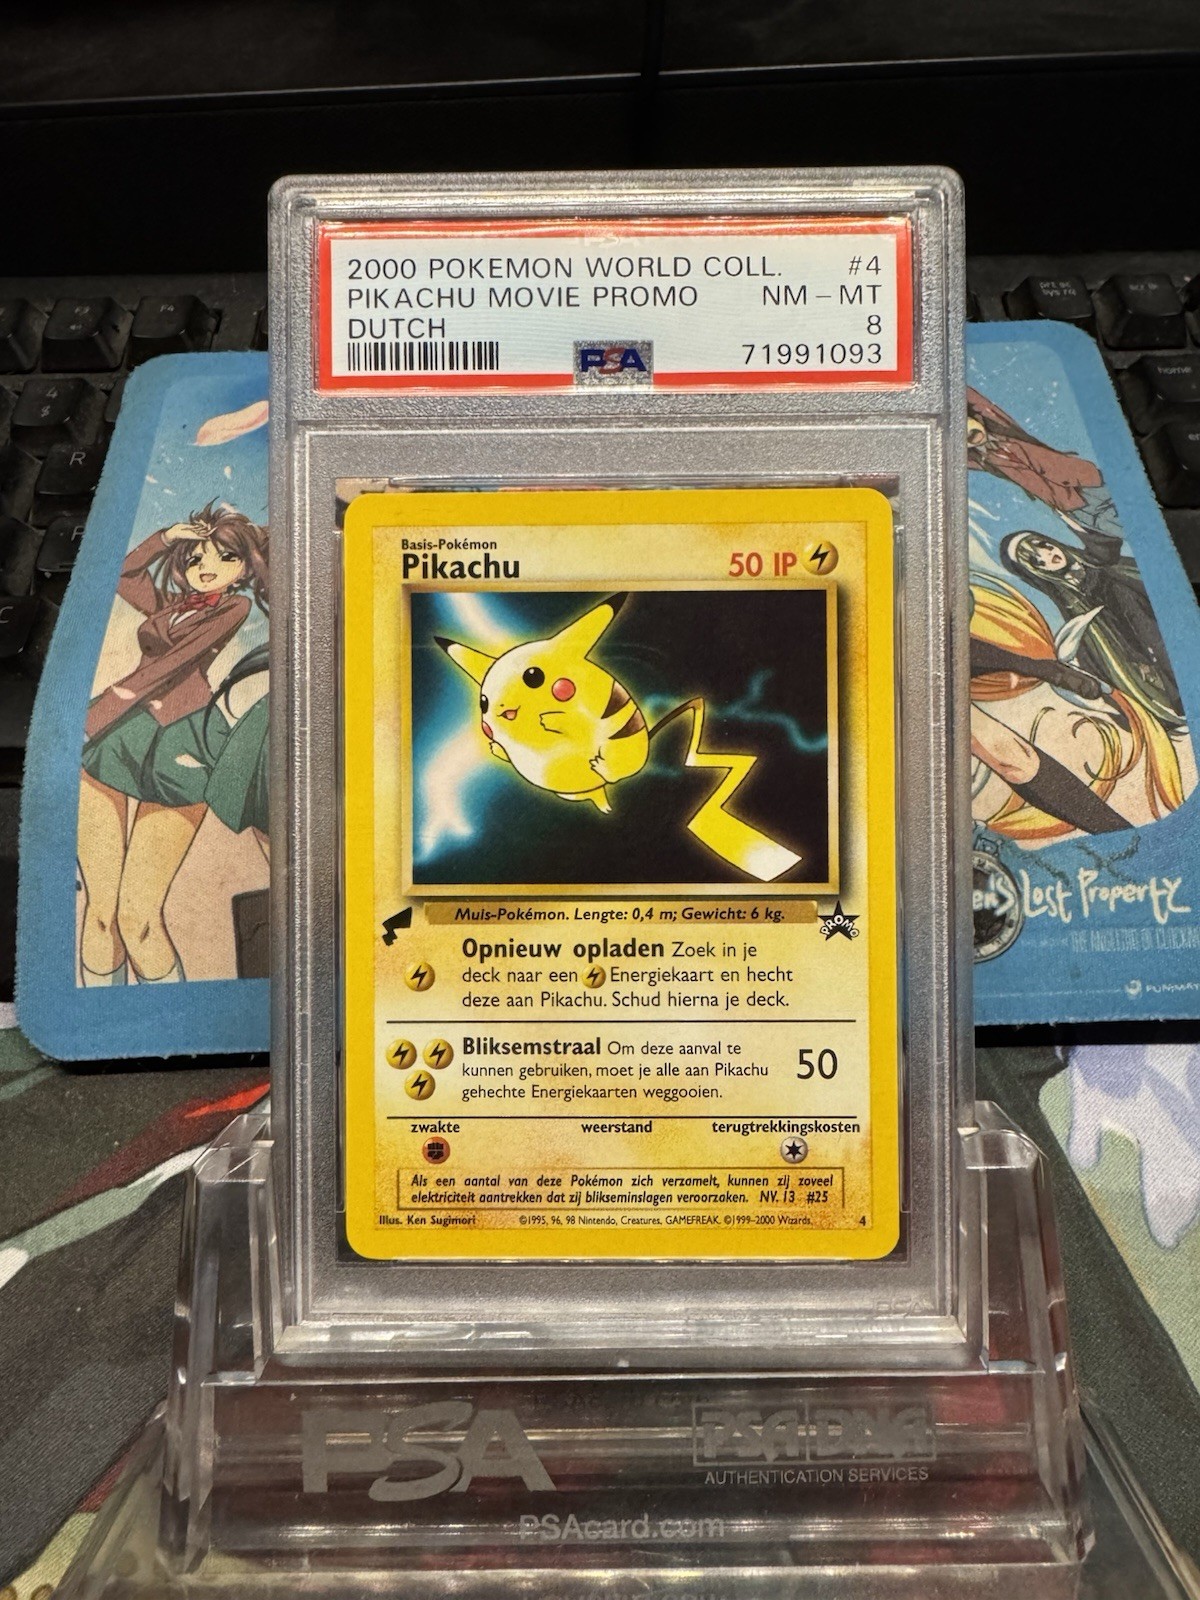 2000 POKEMON WORLD COLL. #4
PIKACHU MOVIE PROMO NM - MT
DUTCH 8
PSA 71991093
Basis-Pokémon
Pikachu 50 IP
Muis-Pokémon. Lengte: 0,4 m; Gewicht: 6 kg.
PROMO
Opnieuw opladen Zoek in je
deck naar een Energiekaart en hecht
deze aan Pikachu. Schud hierna je deck.
Bliksemstraal Om deze aanval te
kunnen gebruiken, moet je alle aan Pikachu 50
gehechte Energiekaarten weggooien.
zwakte weerstand terugtrekkingskosten
Als een aantal van deze Pokémon zich verzamelt, kunnen zij zoveel
elektriciteit aantrekken dat zij blikseminslagen veroorzaken. NV. 13 #25
Illus. Ken Sugimori ©1995, 96, 98 Nintendo, Creatures, GAMEFREAK. ©1999-2000 Wizards. 4
Lost Property
PSA PSA DNA
AUTHENTICATION SERVICES
PSAcard.com
F3
F4
4
$
R
home